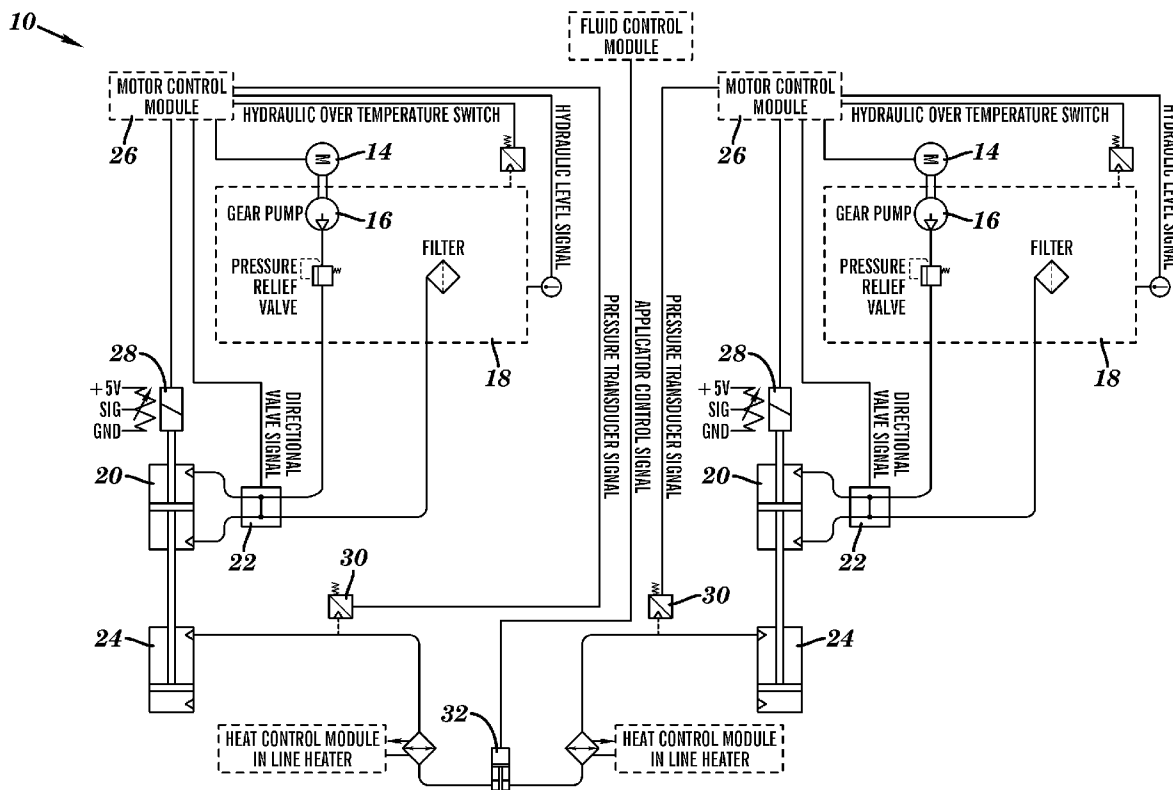 10
FLUID CONTROL
MODULE
MOTOR CONTROL
MODULE
26
HYDRAULIC OVER TEMPERATURE SWITCH
HYDRAULIC LEVEL SIGNAL
14
GEAR PUMP
16
FILTER
PRESSURE
RELIEF
VALVE
18
28
+ 5V
SIG
GND
DIRECTIONAL
VALVE SIGNAL
20
22
PRESSURE TRANSDUCER SIGNAL
APPLICATOR CONTROL SIGNAL
PRESSURE TRANSDUCER SIGNAL
30
24
HEAT CONTROL MODULE
IN LINE HEATER
32
MOTOR CONTROL
MODULE
26
HYDRAULIC OVER TEMPERATURE SWITCH
HYDRAULIC LEVEL SIGNAL
M
14
GEAR PUMP
16
FILTER
PRESSURE
RELIEF
VALVE
18
28
+ 5V
SIG
GND
DIRECTIONAL
VALVE SIGNAL
20
22
30
24
HEAT CONTROL MODULE
IN LINE HEATER
M